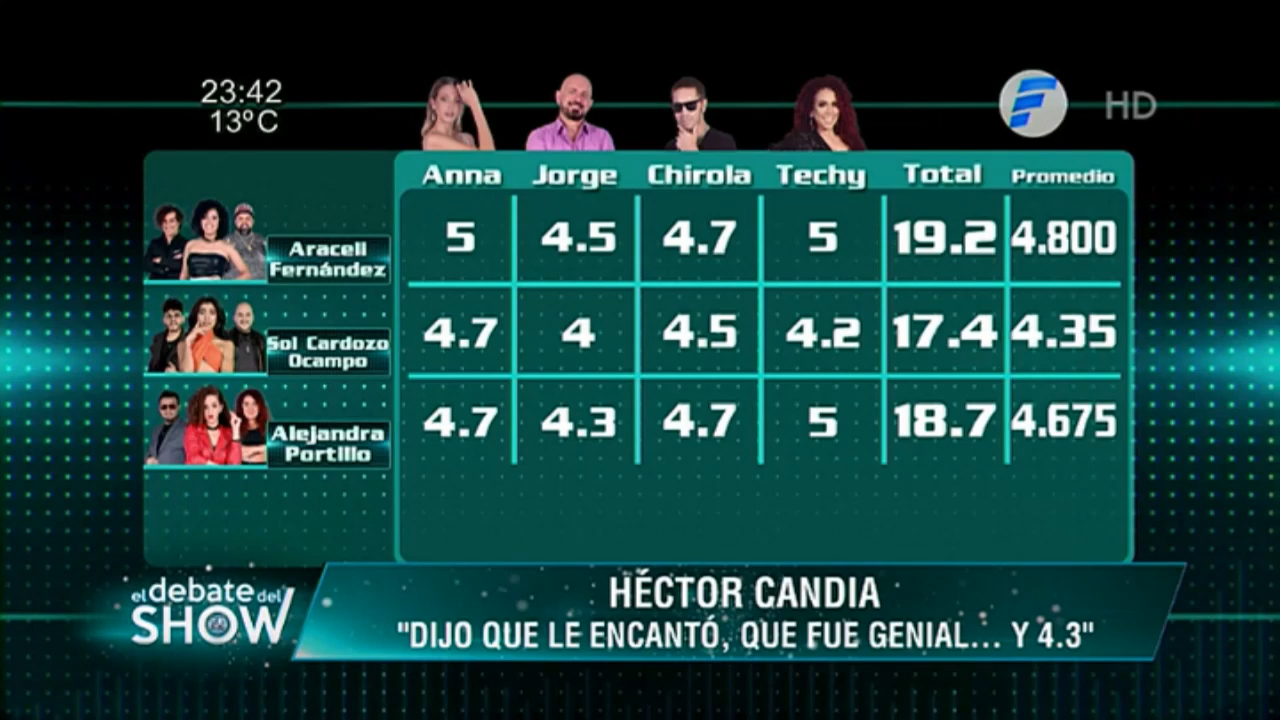 23:42
13°C
HD
Anna Jorge Chirola Techy Total Promedio
Araceli
Fernández
5 4.5 4.7 5 19.2 4.800
Sol Cardozo
Ocampo
4.7 4 4.5 4.2 17.4 4.35
Alejandra
Portillo
4.7 4.3 4.7 5 18.7 4.675
el debate del
SHOW
HÉCTOR CANDIA
"DIJO QUE LE ENCANTÓ, QUE FUE GENIAL... Y 4.3"